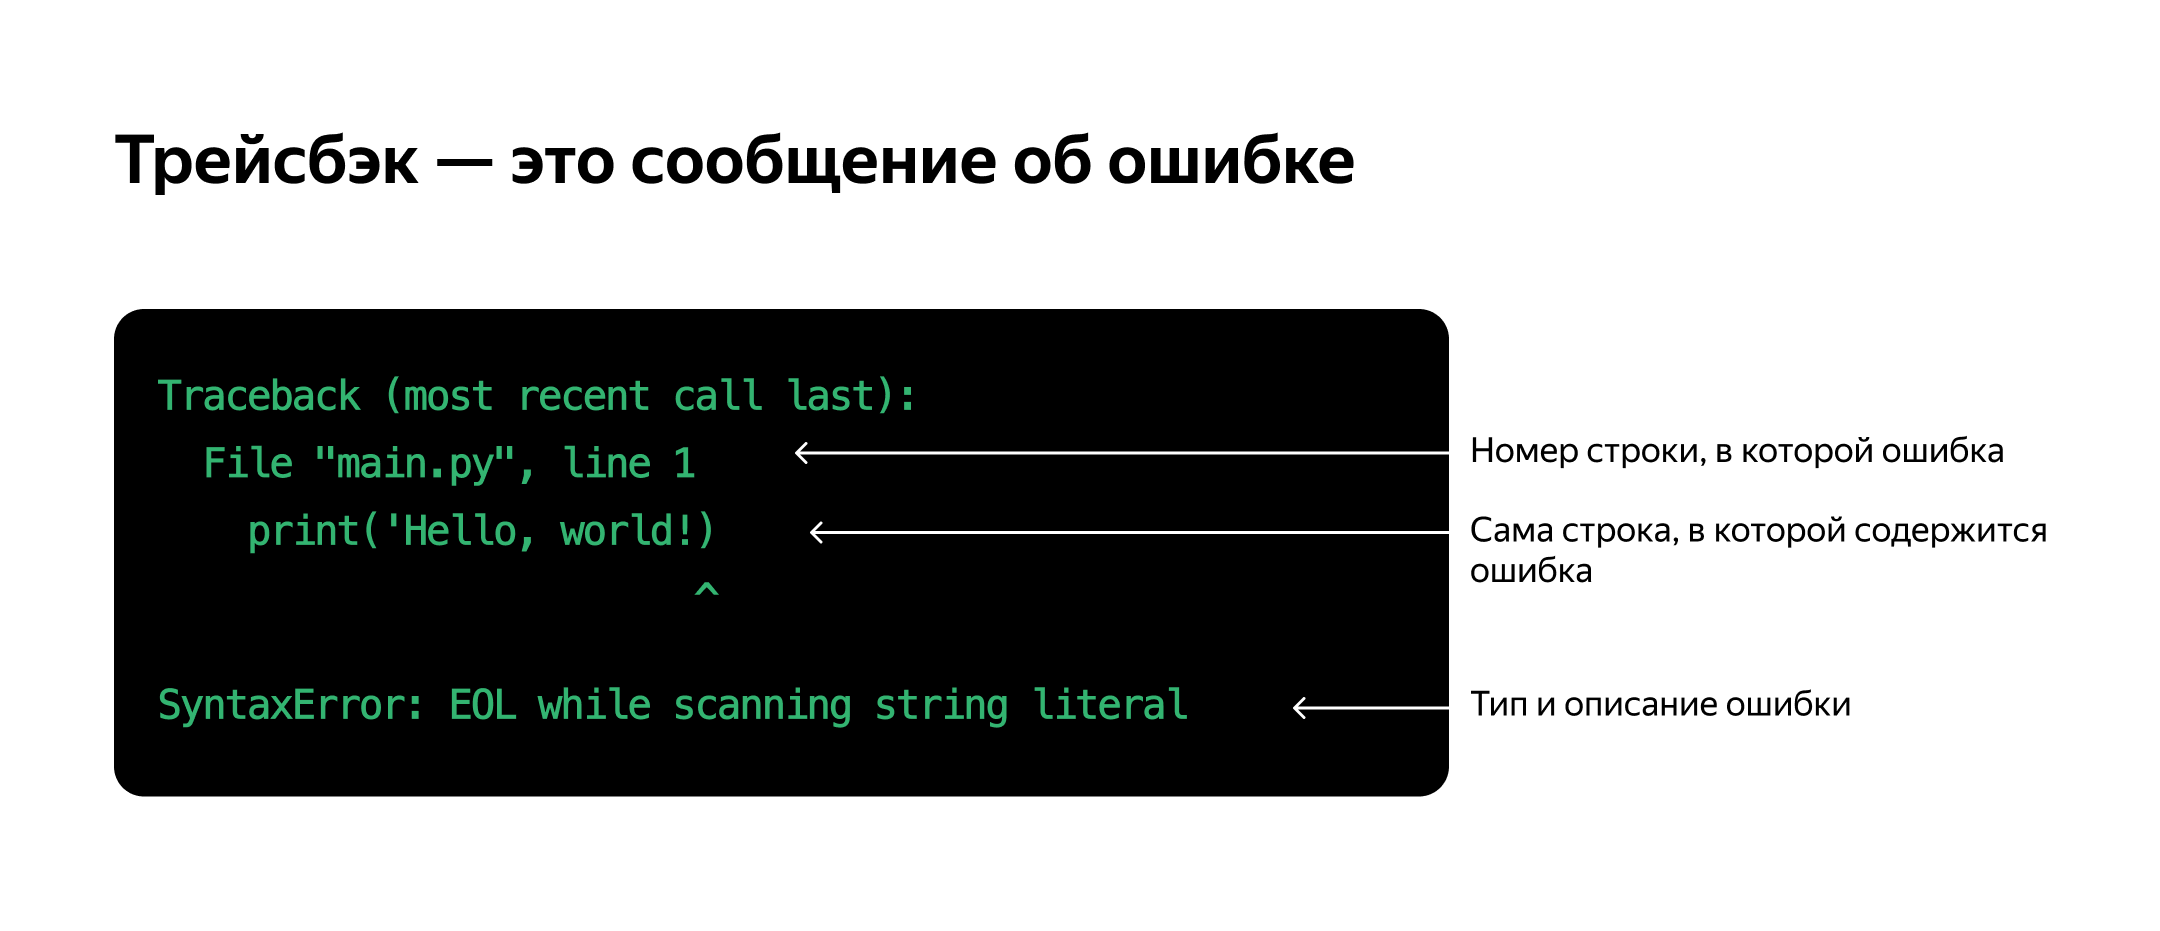 Трейсбэк — это сообщение об ошибке
Traceback (most recent call last):
File "main.py", line 1
Номер строки, в которой ошибка
print('Hello, world!)
Сама строка, в которой содержится
ошибка
^
SyntaxError: EOL while scanning string literal
Тип и описание ошибки